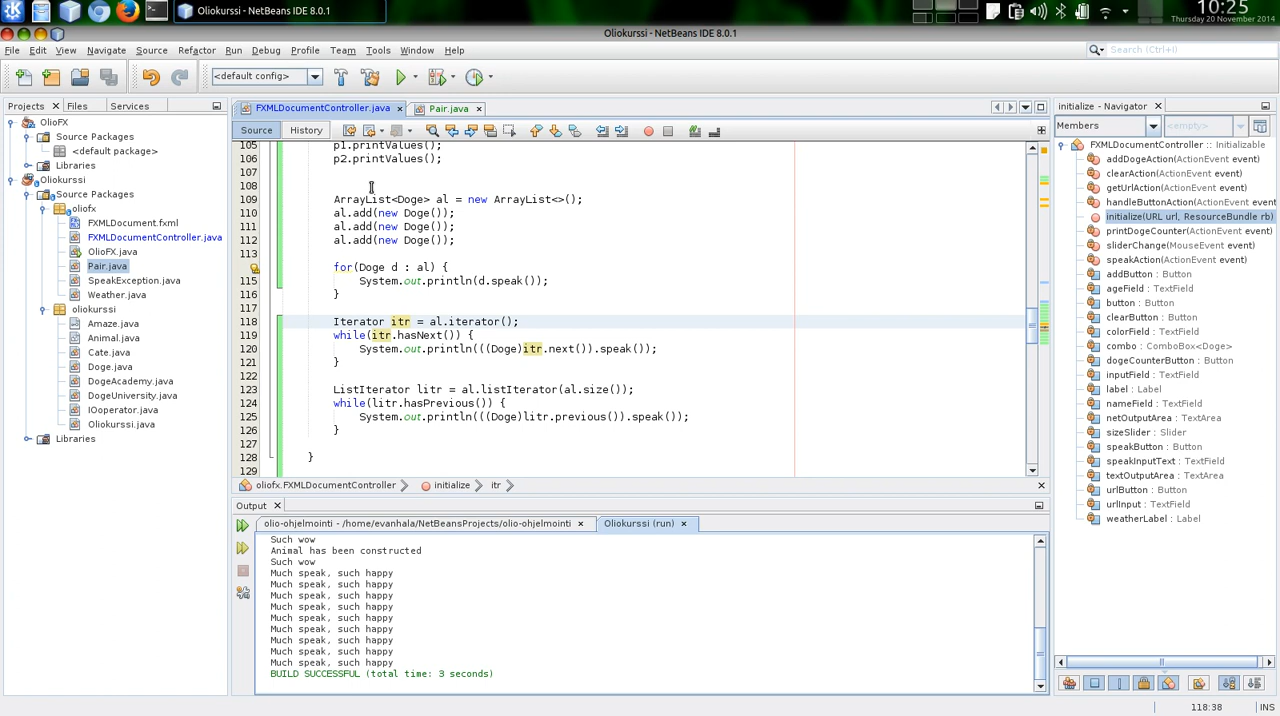 Oliokurssi - NetBeans IDE 8.0.1
10:25
Thursday 20 November 2014
Oliokurssi - NetBeans IDE 8.0.1
File Edit View Navigate Source Refactor Run Debug Profile Team Tools Window Help
Search (Ctrl+I)
<default config>
Projects Files Services
FXMLDocumentController.java Pair.java
initialize - Navigator
Source History
Members <empty>
OlioFX
Source Packages
<default package>
Libraries
Oliokurssi
Source Packages
oliofx
FXMLDocument.fxml
FXMLDocumentController.java
OlioFX.java
Pair.java
SpeakException.java
Weather.java
oliokurssi
Amaze.java
Animal.java
Cate.java
Doge.java
DogeAcademy.java
DogeUniversity.java
IOoperator.java
Oliokurssi.java
Libraries
105 p1.printValues();
106 p2.printValues();
107
108
109 ArrayList<Doge> al = new ArrayList<>();
110 al.add(new Doge());
111 al.add(new Doge());
112 al.add(new Doge());
113
for(Doge d : al) {
115 System.out.println(d.speak());
116 }
117
118 Iterator itr = al.iterator();
119 while(itr.hasNext()) {
120 System.out.println(((Doge)itr.next()).speak());
121 }
122
123 ListIterator litr = al.listIterator(al.size());
124 while(litr.hasPrevious()) {
125 System.out.println(((Doge)litr.previous()).speak());
126 }
127
128 }
129
oliofx.FXMLDocumentController initialize itr
FXMLDocumentController :: Initializable
addDogeAction(ActionEvent event)
clearAction(ActionEvent event)
getUrlAction(ActionEvent event)
handleButtonAction(ActionEvent event)
initialize(URL url, ResourceBundle rb)
printDogeCounter(ActionEvent event)
sliderChange(MouseEvent event)
speakAction(ActionEvent event)
addButton : Button
ageField : TextField
button : Button
clearButton : Button
colorField : TextField
combo : ComboBox<Doge>
dogeCounterButton : Button
inputField : TextField
label : Label
nameField : TextField
netOutputArea : TextArea
sizeSlider : Slider
speakButton : Button
speakInputText : TextField
textOutputArea : TextArea
urlButton : Button
urlInput : TextField
weatherLabel : Label
Output
olio-ohjelmointi - /home/evanhala/NetBeansProjects/olio-ohjelmointi Oliokurssi (run)
Such wow
Animal has been constructed
Such wow
Much speak, such happy
Much speak, such happy
Much speak, such happy
Much speak, such happy
Much speak, such happy
Much speak, such happy
Much speak, such happy
Much speak, such happy
Much speak, such happy
BUILD SUCCESSFUL (total time: 3 seconds)
118:38 INS